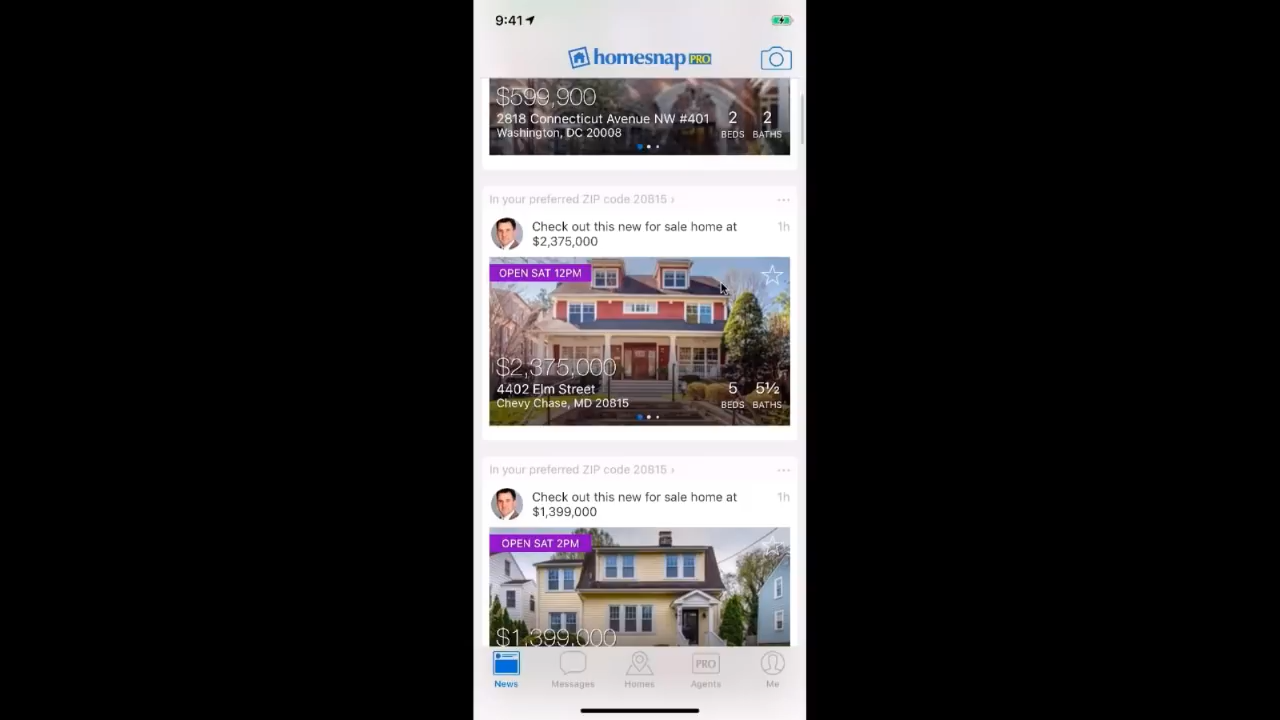 9:41
homesnap PRO
$599,900
2818 Connecticut Avenue NW #401
Washington, DC 20008
2 2
BEDS BATHS
In your preferred ZIP code 20815 ›
Check out this new for sale home at
$2,375,000
1h
OPEN SAT 12PM
$2,375,000
4402 Elm Street
Chevy Chase, MD 20815
5 5½
BEDS BATHS
In your preferred ZIP code 20815 ›
Check out this new for sale home at
$1,399,000
1h
OPEN SAT 2PM
$1,399,000
PRO
News Messages Homes Agents Me